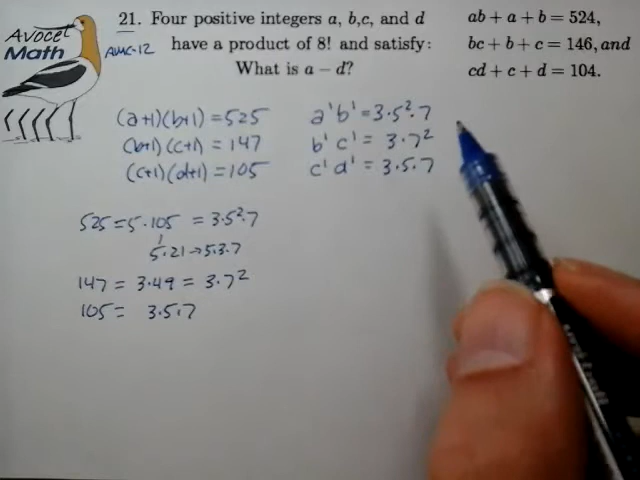 AVOCET
Math
AMC-12
21. Four positive integers a, b,c, and d
have a product of 8! and satisfy:
What is a − d?
ab + a + b = 524,
bc + b + c = 146, and
cd + c + d = 104.
(a+1)(b+1) = 525
(b+1)(c+1) = 147
(c+1)(d+1) = 105
a'b' = 3·5²·7
b'c' = 3·7²
c'd' = 3·5·7
525 = 5·105 = 3·5²·7
5·21 → 5·3·7
147 = 3·49 = 3·7²
105 = 3·5·7